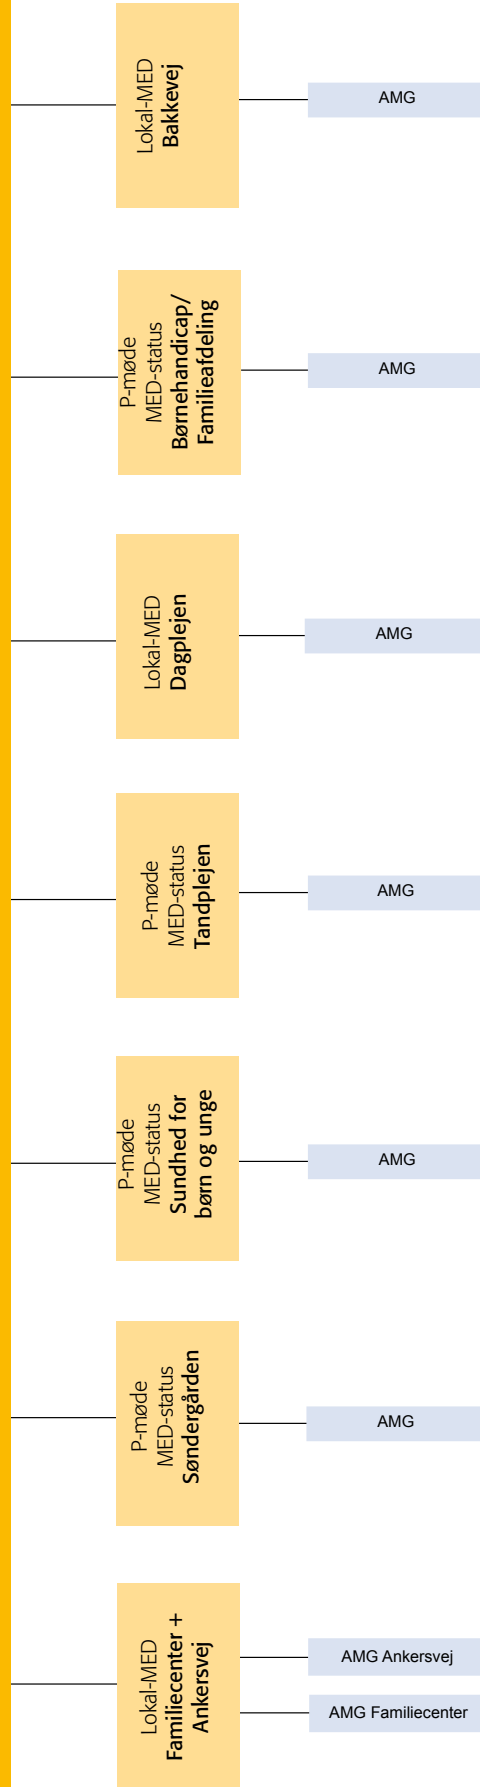 Lokal-MED
Bakkevej
AMG
P-møde
MED-status
Børnehandicap/
Familieafdeling
AMG
Lokal-MED
Dagplejen
AMG
P-møde
MED-status
Tandplejen
AMG
P-møde
MED-status
Sundhed for
børn og unge
AMG
P-møde
MED-status
Søndergården
AMG
Lokal-MED
Familiecenter +
Ankersvej
AMG Ankersvej
AMG Familiecenter